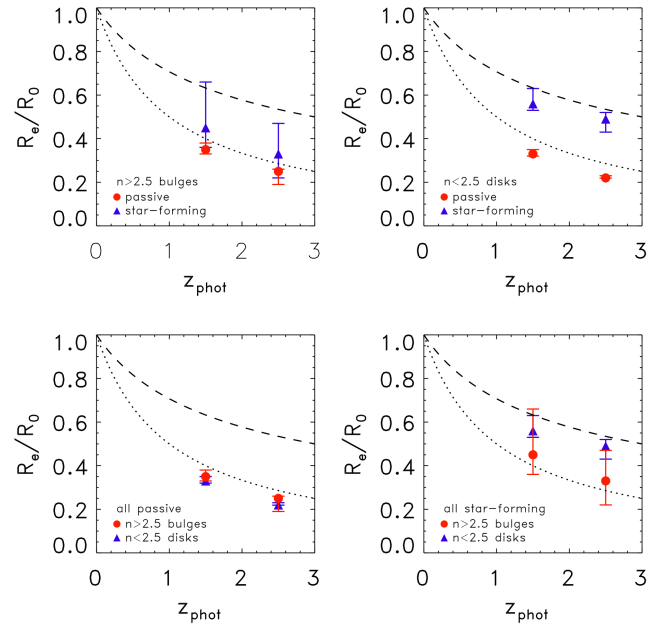 1.0
0.8
0.6
0.4
0.2
0.0
R_e/R_0
n>2.5 bulges
passive
star-forming
0 1 2 3
z_phot
1.0
0.8
0.6
0.4
0.2
0.0
R_e/R_0
n<2.5 disks
passive
star-forming
0 1 2 3
z_phot
1.0
0.8
0.6
0.4
0.2
0.0
R_e/R_0
all passive
n>2.5 bulges
n<2.5 disks
0 1 2 3
z_phot
1.0
0.8
0.6
0.4
0.2
0.0
R_e/R_0
all star-forming
n>2.5 bulges
n<2.5 disks
0 1 2 3
z_phot